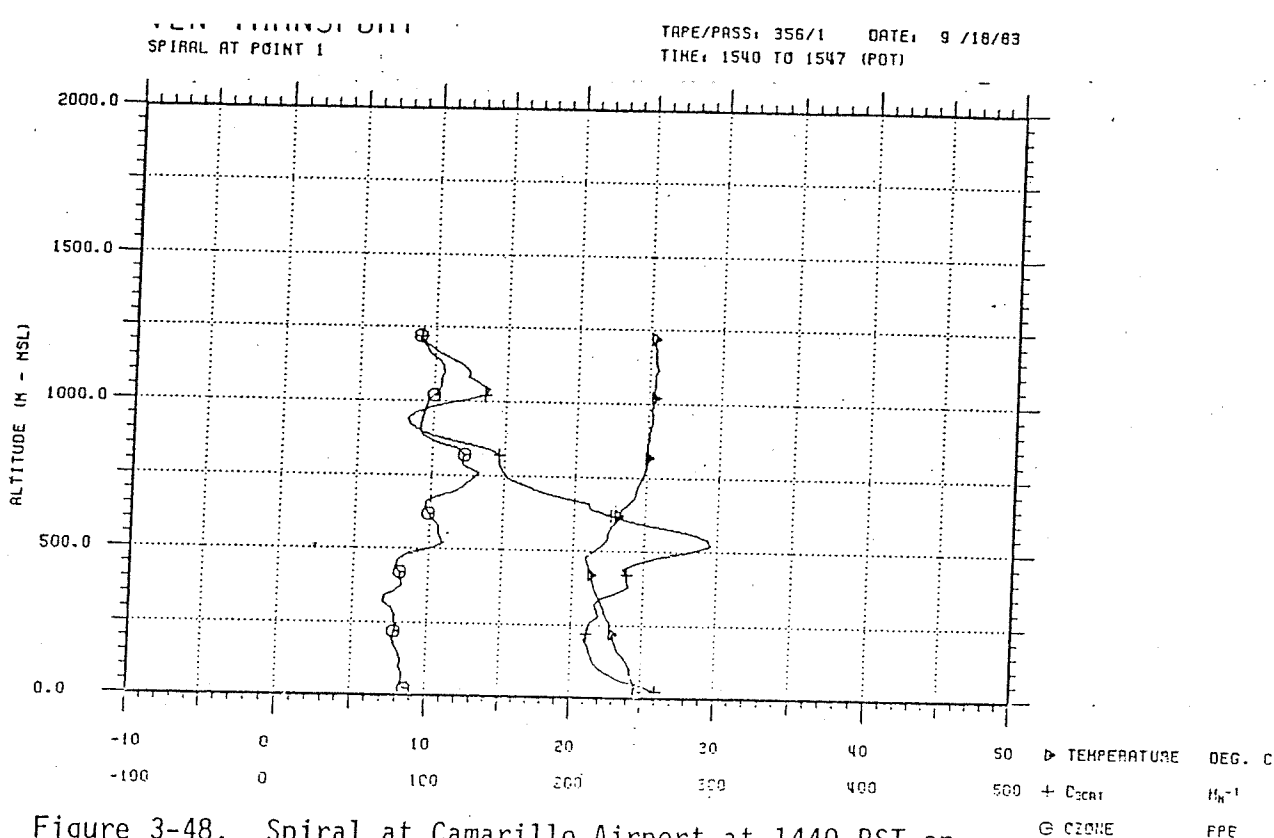 SPIRAL AT POINT 1
TAPE/PASS: 356/1 DATE: 9 /18/83
TIME: 1540 TO 1547 (PDT)
2000.0
1500.0
1000.0
500.0
0.0
ALTITUDE (M - MSL)
-10 0 10 20 30 40 50
-100 0 100 200 300 400 500
TEMPERATURE DEG. C
OZONE
Figure 3-48. Spiral at Camarillo Airport at 1440 PST on